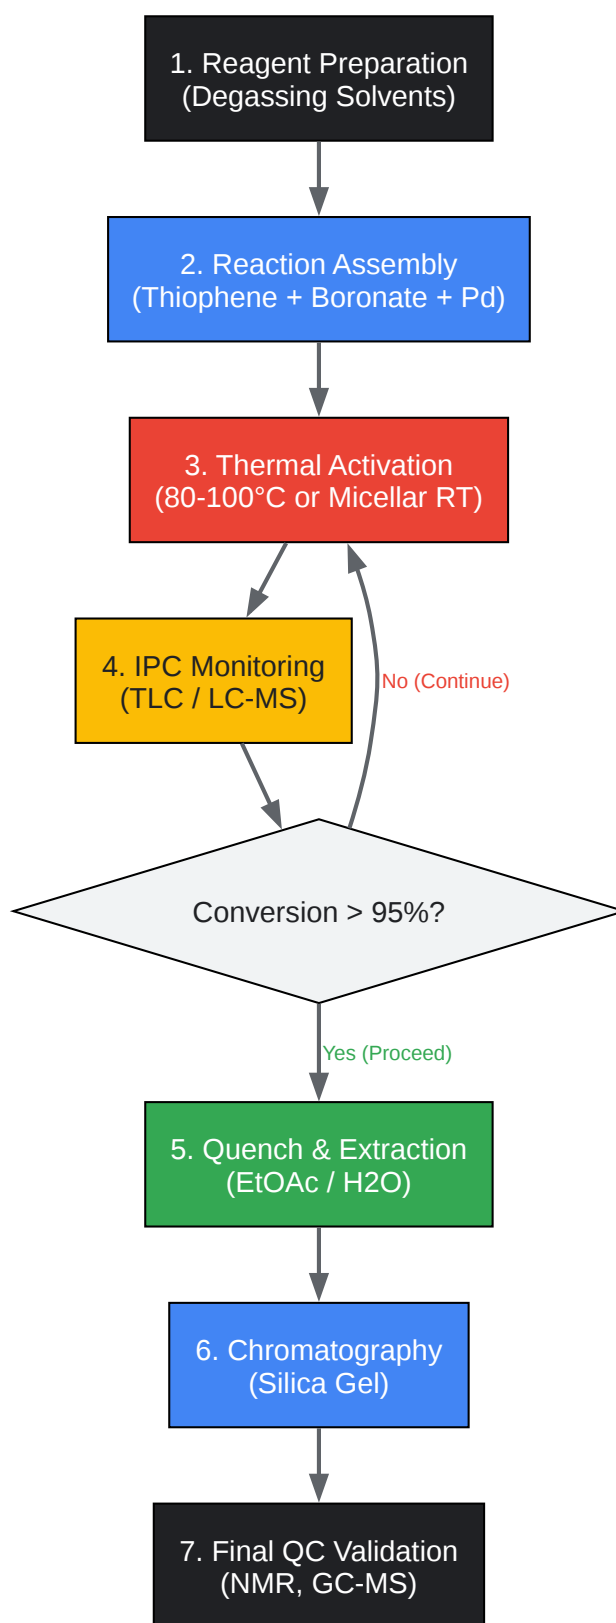 1. Reagent Preparation
(Degassing Solvents)
2. Reaction Assembly
(Thiophene + Boronate + Pd)
3. Thermal Activation
(80-100°C or Micellar RT)
4. IPC Monitoring
(TLC / LC-MS)
No (Continue)
Conversion > 95%?
Yes (Proceed)
5. Quench & Extraction
(EtOAc / H2O)
6. Chromatography
(Silica Gel)
7. Final QC Validation
(NMR, GC-MS)